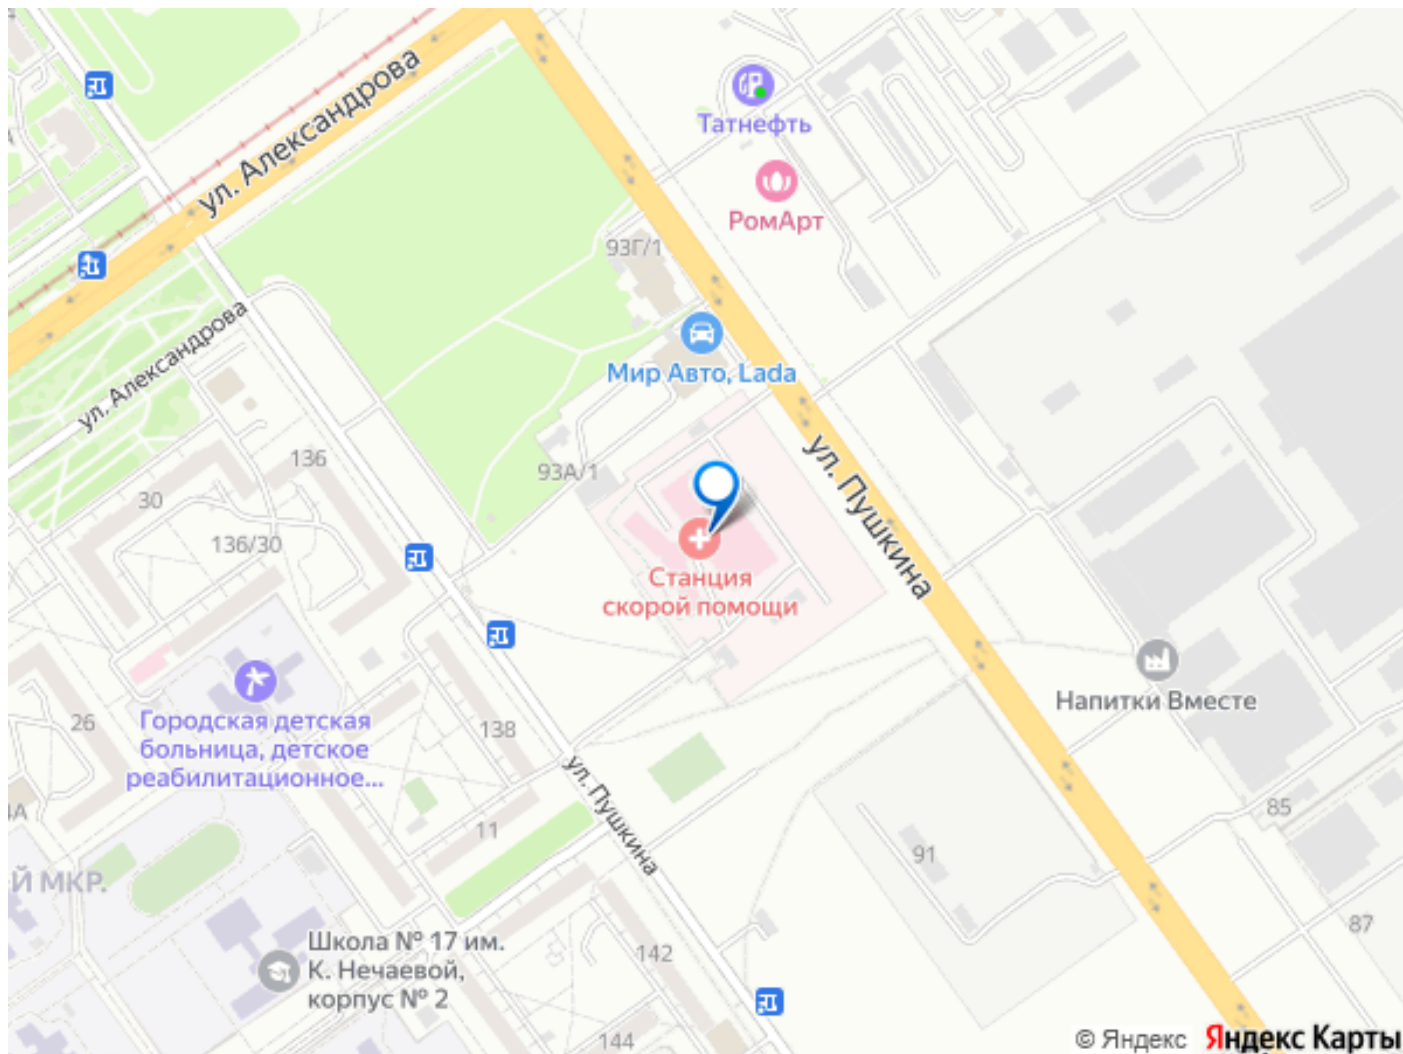 ул. Александрова
Татнефть
РомАрт
93Г/1
ул. Александрова
Мир Авто, Lada
136
93А/1
30
136/30
ул. Пушкина
Станция
скорой помощи
26
Городская детская
больница, детское
реабилитационное...
138
Напитки Вместе
ул. Пушкина
85
11
91
Й МКР.
87
Школа № 17 им.
К. Нечаевой,
корпус № 2
142
144
© Яндекс Яндекс Карты